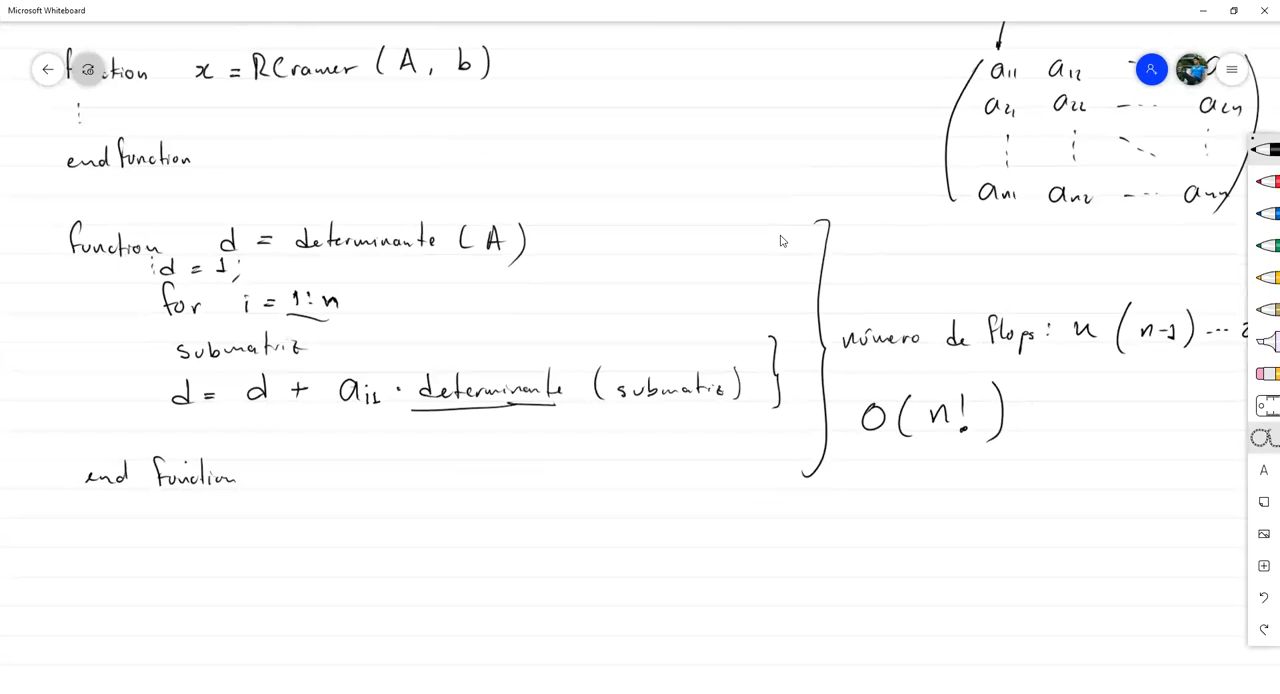 Microsoft Whiteboard
function x = RCramer (A, b)
⋮
end function
a11 a12
a21 a22 --- a2n
⋮ ⋮ ⋱ ⋮
an1 an2 --- ann
function d = determinante (A)
d = 1;
for i = 1:n
submatriz
d = d + ai1 · determinante (submatriz)
end function
número de flops: n (n-1) ... 2
O(n!)
A